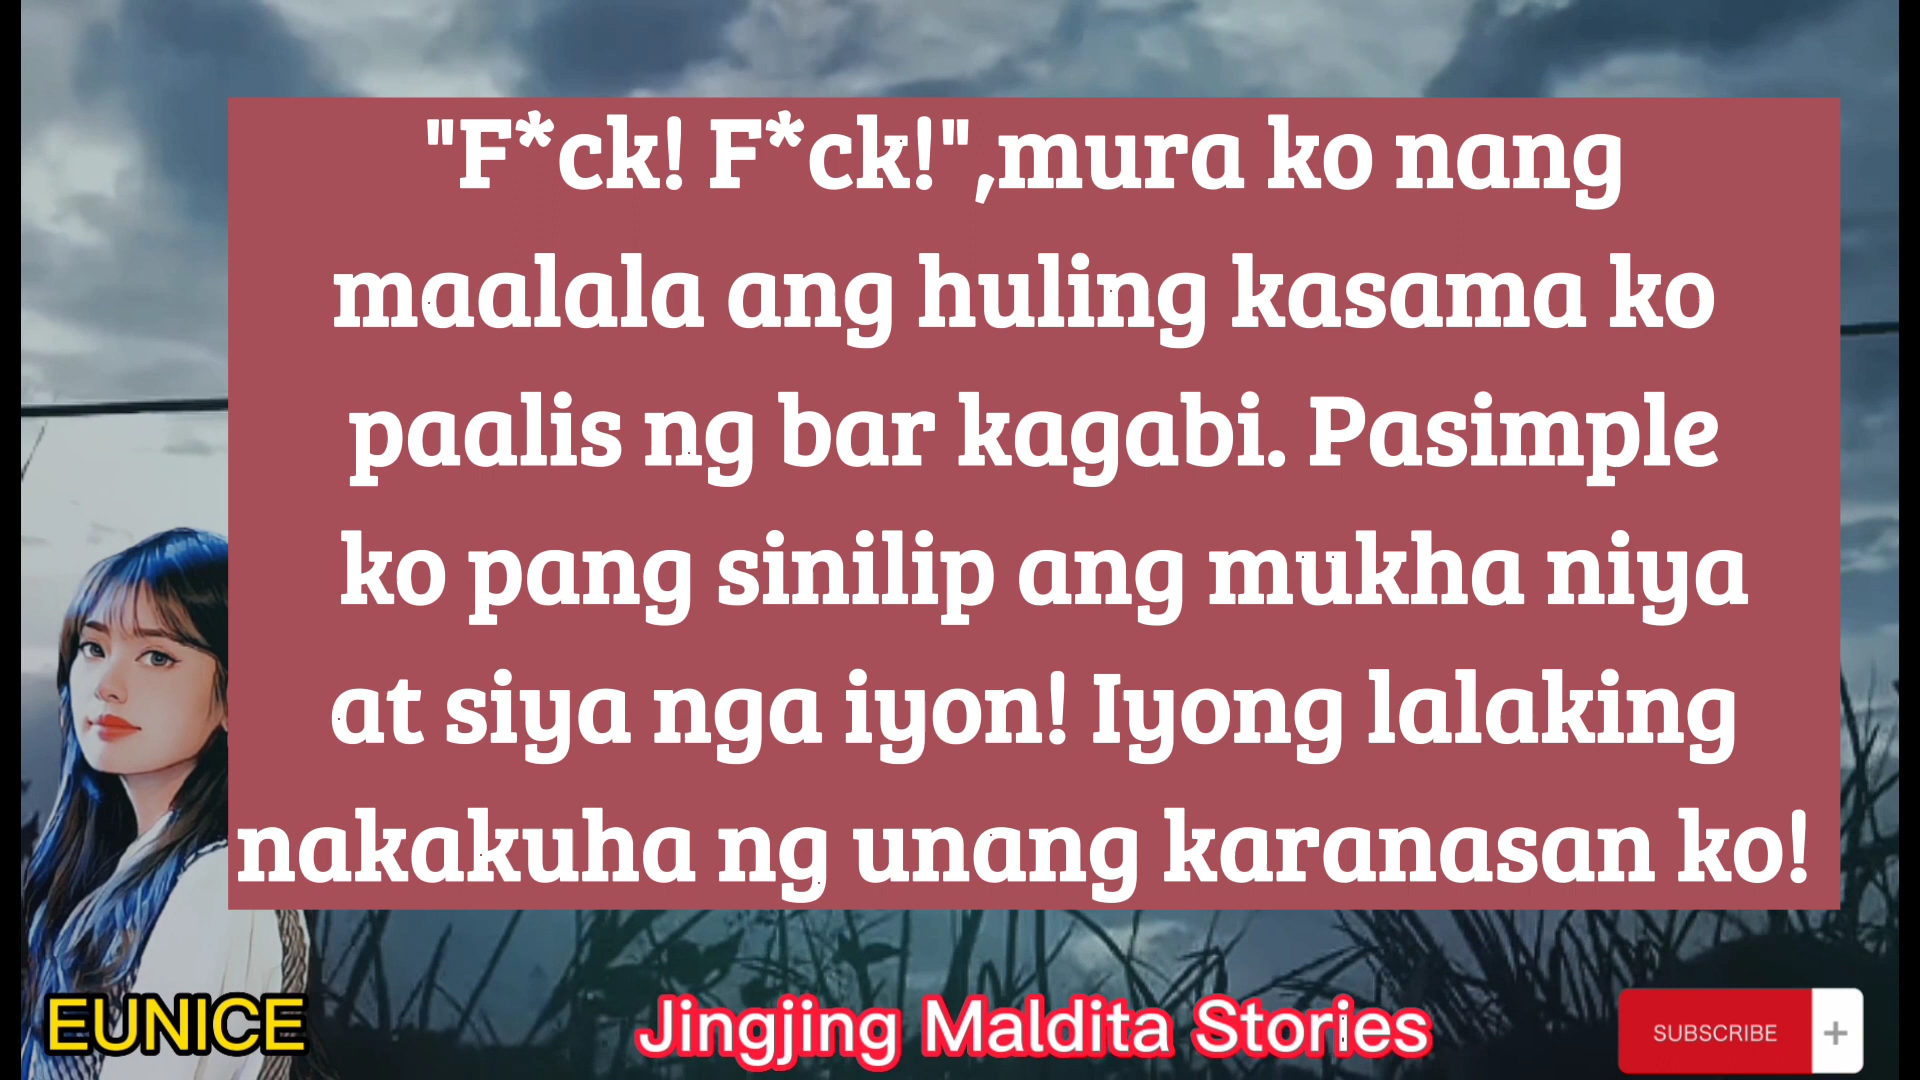 "F*ck! F*ck!",mura ko nang
maalala ang huling kasama ko
paalis ng bar kagabi. Pasimple
ko pang sinilip ang mukha niya
at siya nga iyon! Iyong lalaking
nakakuha ng unang karanasan ko!
EUNICE
Jingjing Maldita Stories
SUBSCRIBE +